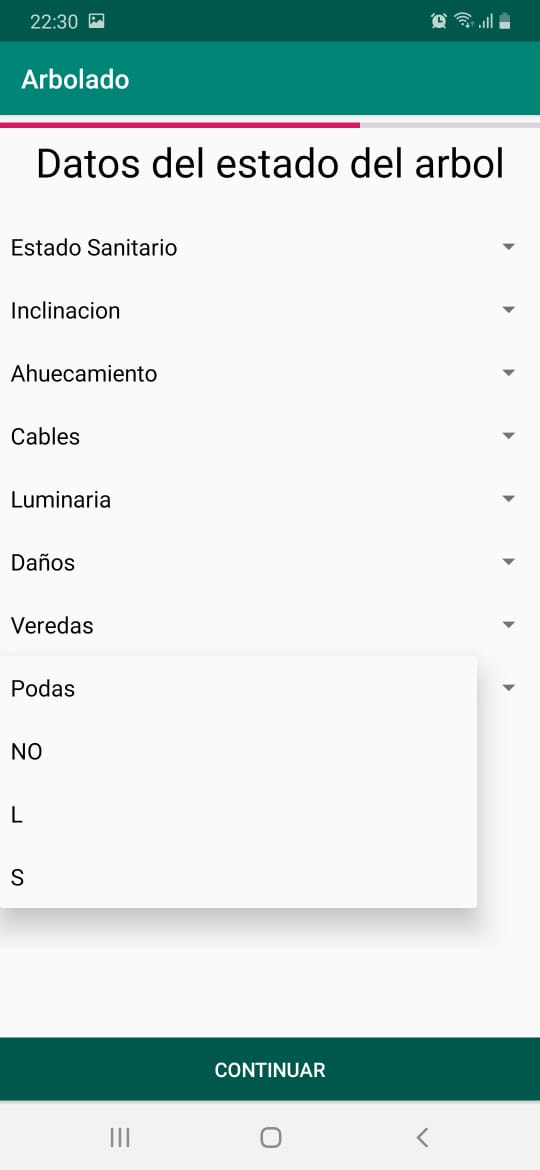 22:30
Arbolado
Datos del estado del arbol
Estado Sanitario
Inclinacion
Ahuecamiento
Cables
Luminaria
Daños
Veredas
Podas
NO
L
S
CONTINUAR